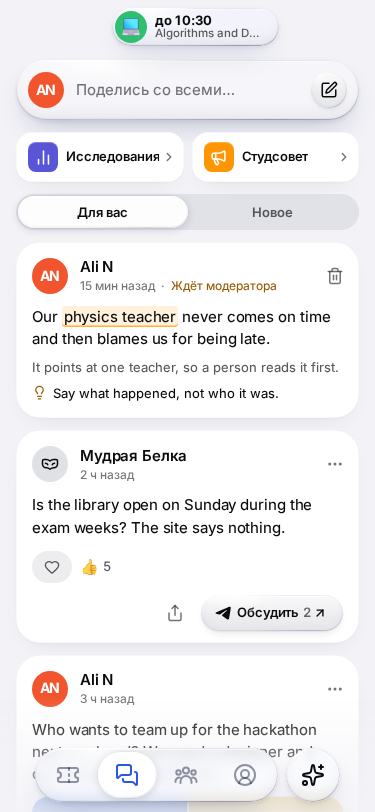 до 10:30
Algorithms and D...
AN
Поделись со всеми...
Исследования
Студсовет
Для вас
Новое
AN
Ali N
15 мин назад · Ждёт модератора
Our physics teacher never comes on time
and then blames us for being late.
It points at one teacher, so a person reads it first.
Say what happened, not who it was.
Мудрая Белка
2 ч назад
Is the library open on Sunday during the
exam weeks? The site says nothing.
👍 5
Обсудить 2
AN
Ali N
3 ч назад
Who wants to team up for the hackathon